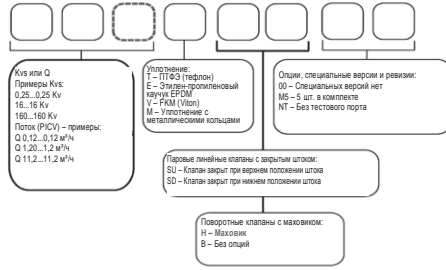 Kvs или Q
Примеры Kvs:
0,25...0,25 Kv
16...16 Kv
160...160 Kv
Поток (PICV) – примеры:
Q 0,12...0,12 м³/ч
Q 1,20...1,2 м³/ч
Q 11,2...11,2 м³/ч
Уплотнение:
T – ПТФЭ (тефлон)
E – Этилен-пропиленовый
каучук EPDM
V – FKM (Viton)
M – Уплотнение с
металлическими кольцами
Опции, специальные версии и ревизии:
00 – Специальных версий нет
M5 – 5 шт. в комплекте
NT – Без тестового порта
Паровые линейные клапаны с закрытым штоком:
SU – Клапан закрыт при верхнем положении штока
SD – Клапан закрыт при нижнем положении штока
Поворотные клапаны с маховиком:
H – Маховик
B – Без опций